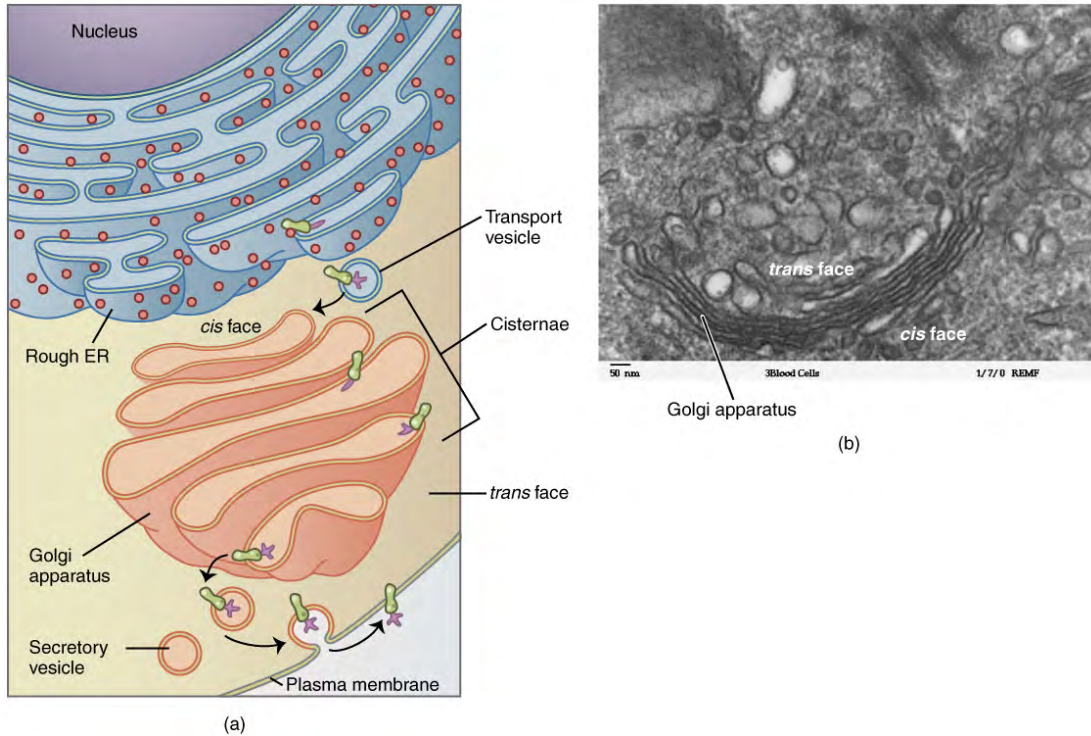 Nucleus
Transport
vesicle
cis face
Cisternae
Rough ER
trans face
Golgi
apparatus
Secretory
vesicle
Plasma membrane
(a)
trans face
cis face
50 nm
3Blood Cells
1/7/0 REMF
Golgi apparatus
(b)